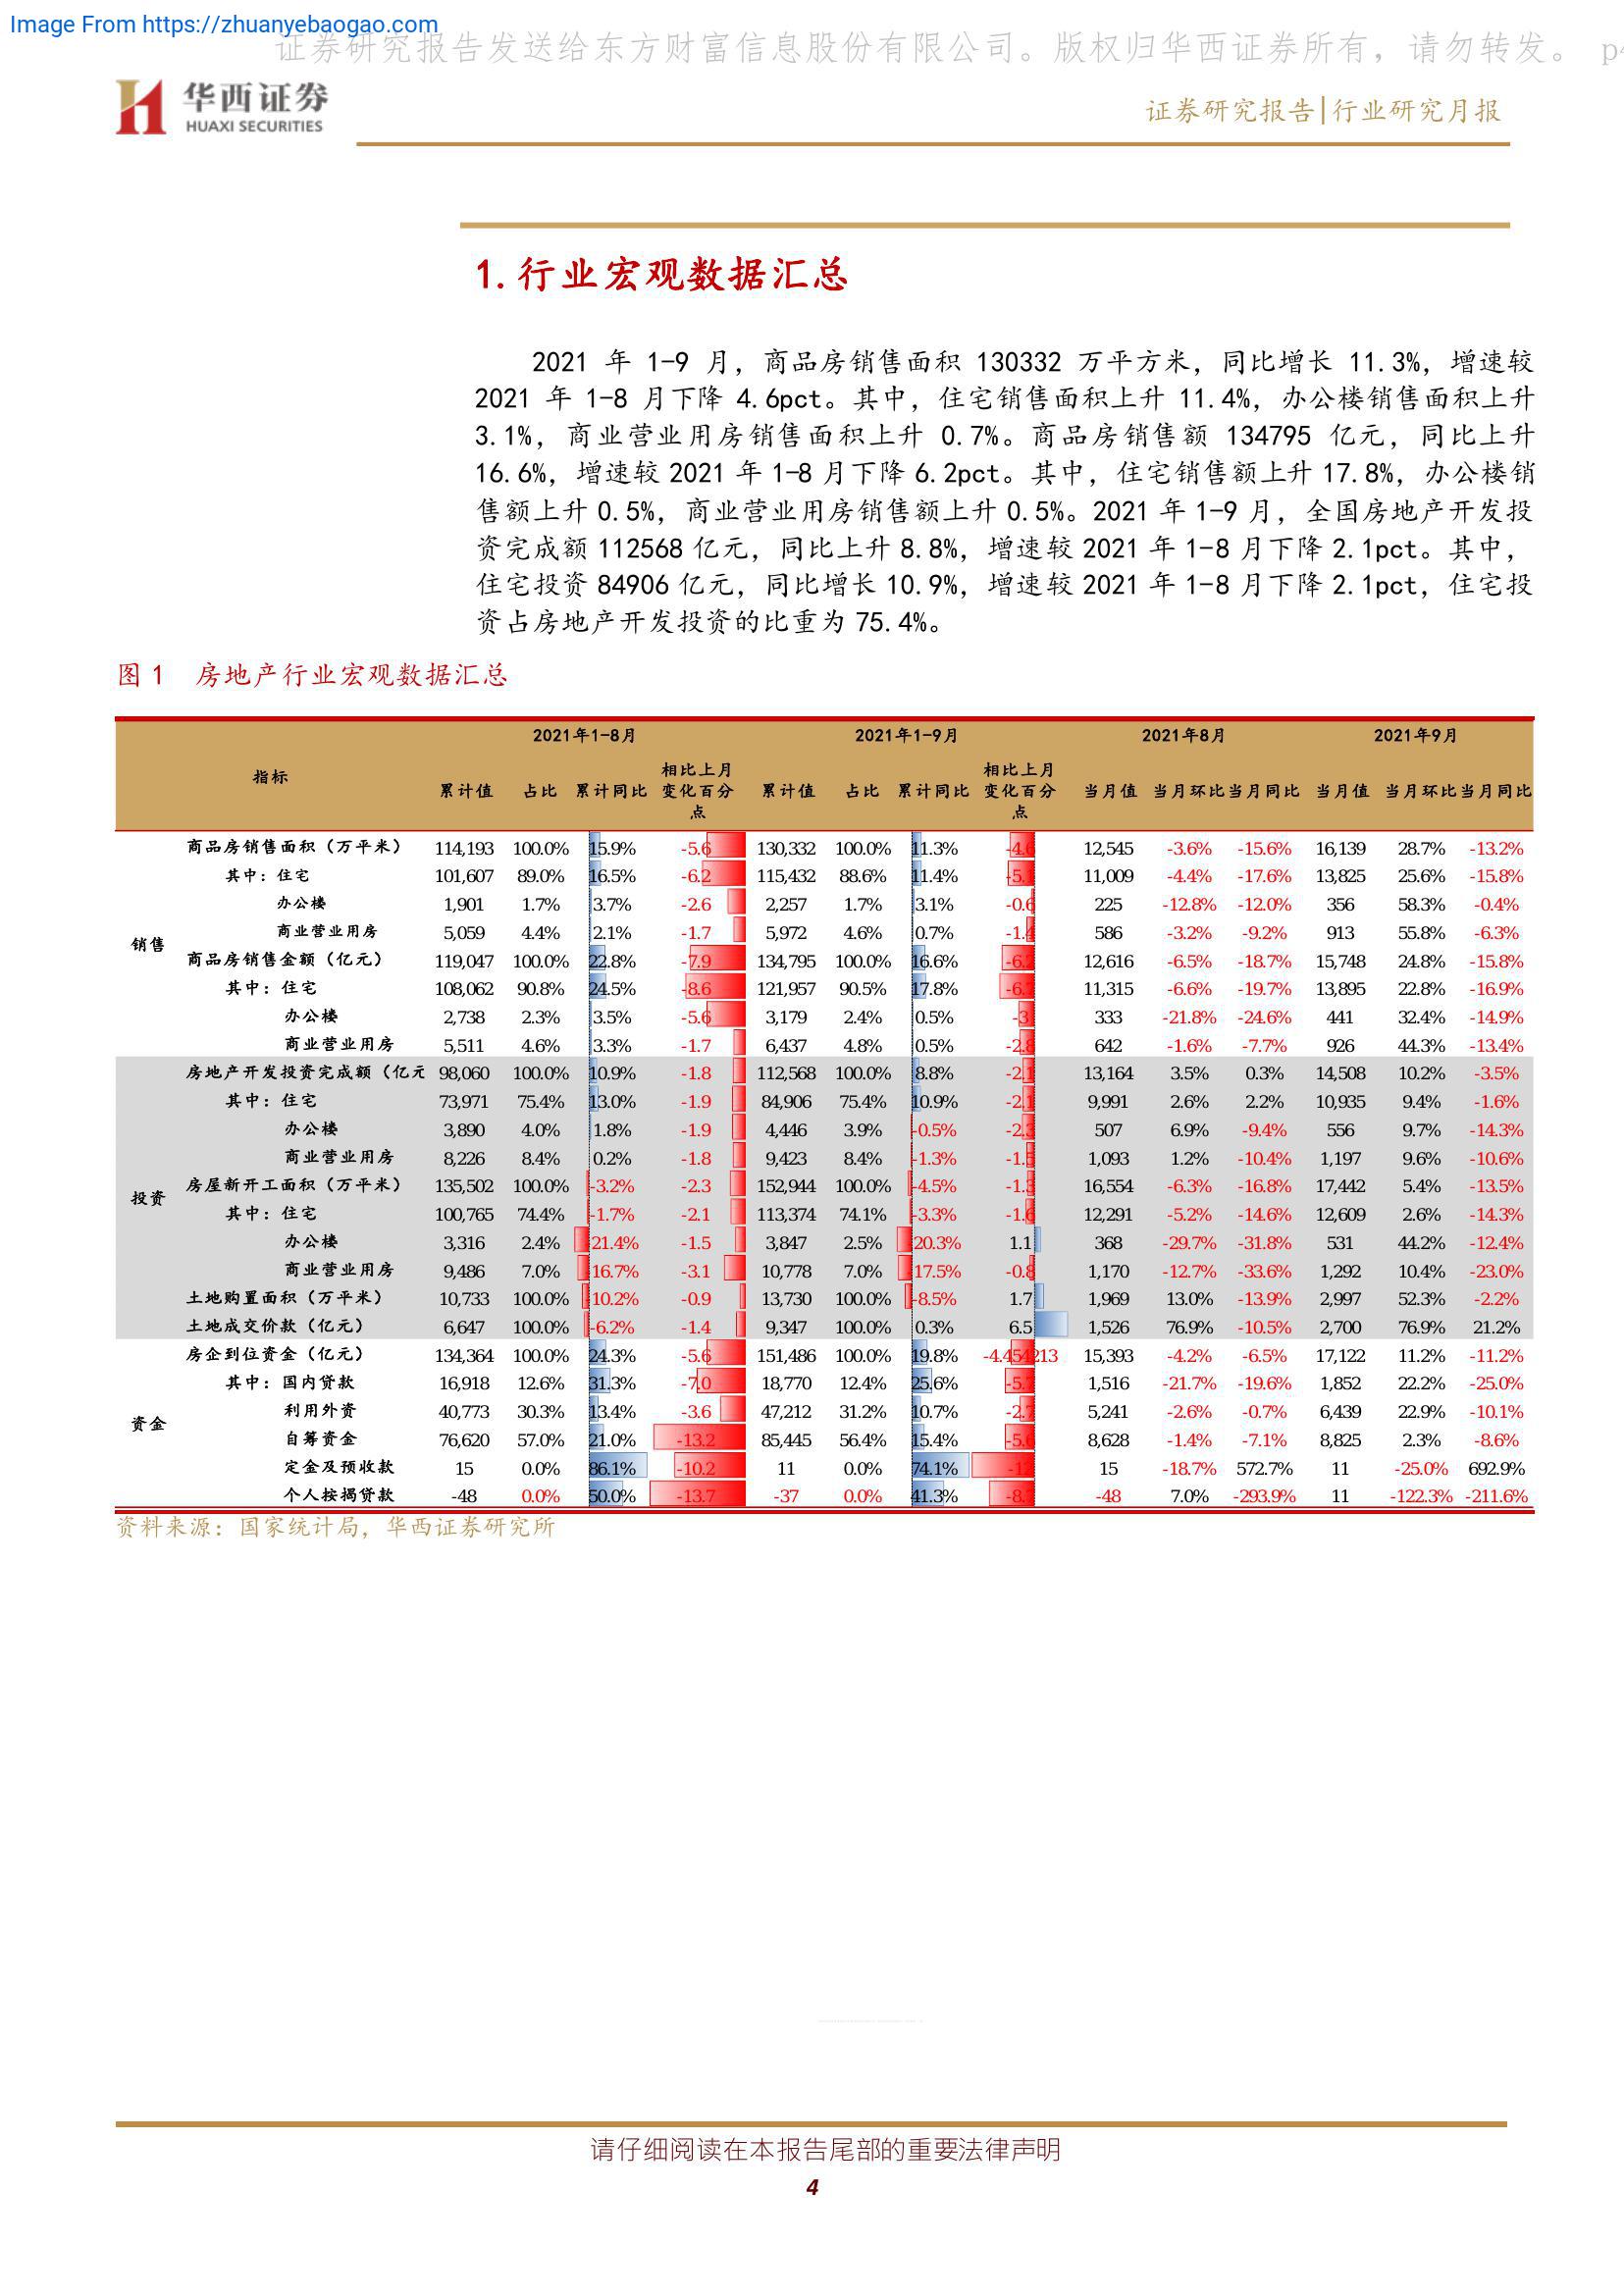 Image From https://zhuanyebaogao.com
证券研究报告发送给东方财富信息股份有限公司。版权归华西证券所有，请勿转发。 p4
华西证券
HUAXI SECURITIES
证券研究报告|行业研究月报
1.行业宏观数据汇总
2021 年 1-9 月，商品房销售面积 130332 万平方米，同比增长 11.3%，增速较
2021 年 1-8 月下降 4.6pct。其中，住宅销售面积上升 11.4%，办公楼销售面积上升
3.1%，商业营业用房销售面积上升 0.7%。商品房销售额 134795 亿元，同比上升
16.6%，增速较 2021 年 1-8 月下降 6.2pct。其中，住宅销售额上升 17.8%，办公楼销
售额上升 0.5%，商业营业用房销售额上升 0.5%。2021 年 1-9 月，全国房地产开发投
资完成额 112568 亿元，同比上升 8.8%，增速较 2021 年 1-8 月下降 2.1pct。其中，
住宅投资 84906 亿元，同比增长 10.9%，增速较 2021 年 1-8 月下降 2.1pct，住宅投
资占房地产开发投资的比重为 75.4%。
图 1 房地产行业宏观数据汇总
指标 2021年1-8月 2021年1-9月 2021年8月 2021年9月
累计值 占比 累计同比 相比上月变化百分点 累计值 占比 累计同比 相比上月变化百分点 当月值 当月环比 当月同比 当月值 当月环比 当月同比
销售
商品房销售面积（万平米） 114,193 100.0% 15.9% -5.6 130,332 100.0% 11.3% -4.6 12,545 -3.6% -15.6% 16,139 28.7% -13.2%
其中：住宅 101,607 89.0% 16.5% -6.2 115,432 88.6% 11.4% -5.1 11,009 -4.4% -17.6% 13,825 25.6% -15.8%
办公楼 1,901 1.7% 3.7% -2.6 2,257 1.7% 3.1% -0.6 225 -12.8% -12.0% 356 58.3% -0.4%
商业营业用房 5,059 4.4% 2.1% -1.7 5,972 4.6% 0.7% -1.4 586 -3.2% -9.2% 913 55.8% -6.3%
商品房销售金额（亿元） 119,047 100.0% 22.8% -7.9 134,795 100.0% 16.6% -6.2 12,616 -6.5% -18.7% 15,748 24.8% -15.8%
其中：住宅 108,062 90.8% 24.5% -8.6 121,957 90.5% 17.8% -6.7 11,315 -6.6% -19.7% 13,895 22.8% -16.9%
办公楼 2,738 2.3% 3.5% -5.6 3,179 2.4% 0.5% -3 333 -21.8% -24.6% 441 32.4% -14.9%
商业营业用房 5,511 4.6% 3.3% -1.7 6,437 4.8% 0.5% -2.8 642 -1.6% -7.7% 926 44.3% -13.4%
投资
房地产开发投资完成额（亿元 98,060 100.0% 10.9% -1.8 112,568 100.0% 8.8% -2.1 13,164 3.5% 0.3% 14,508 10.2% -3.5%
其中：住宅 73,971 75.4% 13.0% -1.9 84,906 75.4% 10.9% -2.1 9,991 2.6% 2.2% 10,935 9.4% -1.6%
办公楼 3,890 4.0% 1.8% -1.9 4,446 3.9% -0.5% -2.3 507 6.9% -9.4% 556 9.7% -14.3%
商业营业用房 8,226 8.4% 0.2% -1.8 9,423 8.4% -1.3% -1.5 1,093 1.2% -10.4% 1,197 9.6% -10.6%
房屋新开工面积（万平米） 135,502 100.0% -3.2% -2.3 152,944 100.0% -4.5% -1.3 16,554 -6.3% -16.8% 17,442 5.4% -13.5%
其中：住宅 100,765 74.4% -1.7% -2.1 113,374 74.1% -3.3% -1.6 12,291 -5.2% -14.6% 12,609 2.6% -14.3%
办公楼 3,316 2.4% -21.4% -1.5 3,847 2.5% -20.3% 1.1 368 -29.7% -31.8% 531 44.2% -12.4%
商业营业用房 9,486 7.0% -16.7% -3.1 10,778 7.0% -17.5% -0.8 1,170 -12.7% -33.6% 1,292 10.4% -23.0%
土地购置面积（万平米） 10,733 100.0% -10.2% -0.9 13,730 100.0% -8.5% 1.7 1,969 13.0% -13.9% 2,997 52.3% -2.2%
土地成交价款（亿元） 6,647 100.0% -6.2% -1.4 9,347 100.0% 0.3% 6.5 1,526 76.9% -10.5% 2,700 76.9% 21.2%
资金
房企到位资金（亿元） 134,364 100.0% 24.3% -5.6 151,486 100.0% 19.8% -4.454213 15,393 -4.2% -6.5% 17,122 11.2% -11.2%
其中：国内贷款 16,918 12.6% 31.3% -7.0 18,770 12.4% 25.6% -5.7 1,516 -21.7% -19.6% 1,852 22.2% -25.0%
利用外资 40,773 30.3% 13.4% -3.6 47,212 31.2% 10.7% -2.7 5,241 -2.6% -0.7% 6,439 22.9% -10.1%
自筹资金 76,620 57.0% 21.0% -13.2 85,445 56.4% 15.4% -5.6 8,628 -1.4% -7.1% 8,825 2.3% -8.6%
定金及预收款 15 0.0% 86.1% -10.2 11 0.0% 74.1% -12 15 -18.7% 572.7% 11 -25.0% 692.9%
个人按揭贷款 -48 0.0% 50.0% -13.7 -37 0.0% 41.3% -8.7 -48 7.0% -293.9% 11 -122.3% -211.6%
资料来源：国家统计局，华西证券研究所
请仔细阅读在本报告尾部的重要法律声明
4